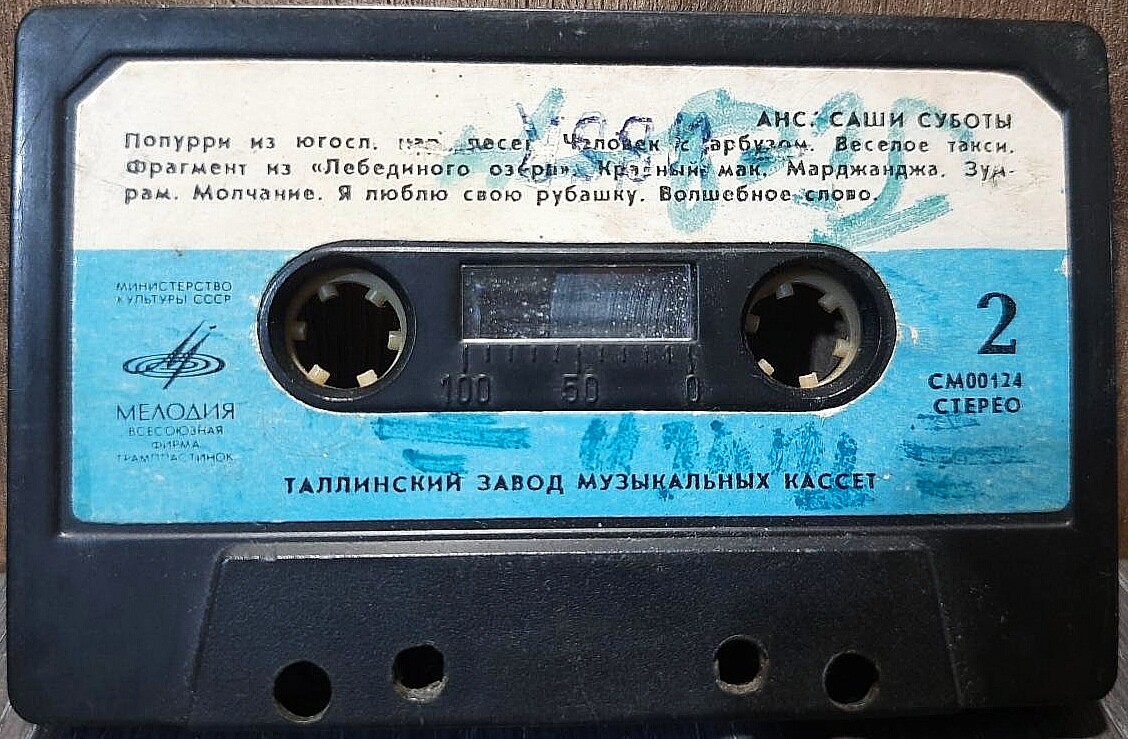 АНС. САШИ СУБОТЫ
Попурри из югосл. нар. песен. Человек с арбузом. Веселое такси.
Фрагмент из «Лебединого озера». Красный мак. Марджанджа. Зум-
рам. Молчание. Я люблю свою рубашку. Волшебное слово.
МИНИСТЕРСТВО
КУЛЬТУРЫ СССР
МЕЛОДИЯ
ВСЕСОЮЗНАЯ
ФИРМА
ГРАМПЛАСТИНОК
100 50 0
2
СМ00124
СТЕРЕО
ТАЛЛИНСКИЙ ЗАВОД МУЗЫКАЛЬНЫХ КАССЕТ